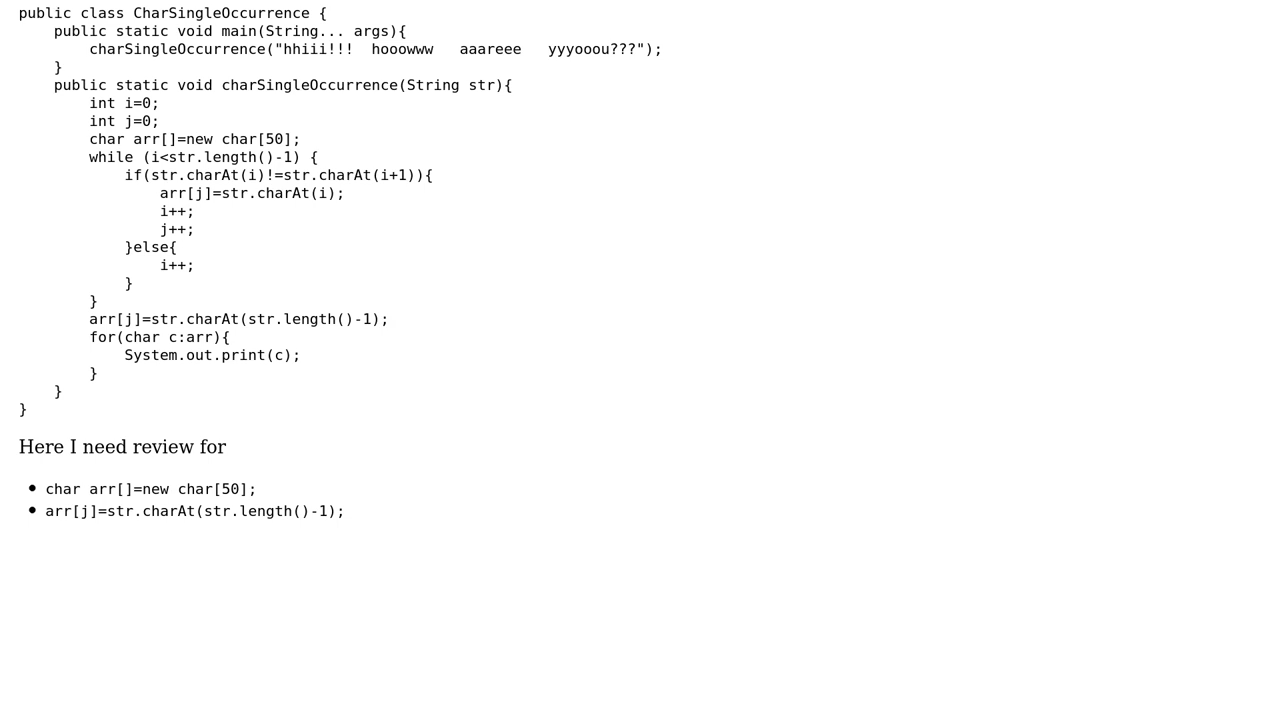 public class CharSingleOccurrence {
    public static void main(String... args){
        charSingleOccurrence("hhiii!!!  hooowww   aaareee   yyyooou???");
    }
    public static void charSingleOccurrence(String str){
        int i=0;
        int j=0;
        char arr[]=new char[50];
        while (i<str.length()-1) {
            if(str.charAt(i)!=str.charAt(i+1)){
                arr[j]=str.charAt(i);
                i++;
                j++;
            }else{
                i++;
            }
        }
        arr[j]=str.charAt(str.length()-1);
        for(char c:arr){
            System.out.print(c);
        }
    }
}
Here I need review for
• char arr[]=new char[50];
• arr[j]=str.charAt(str.length()-1);